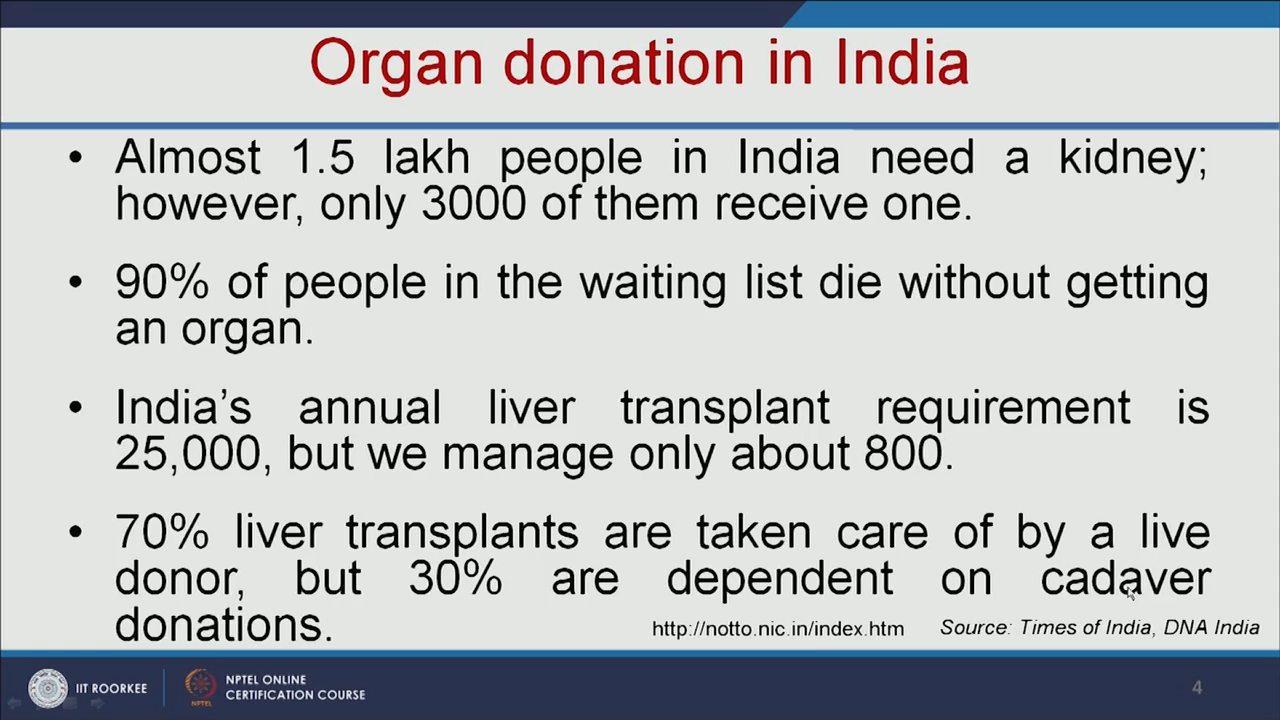 Organ donation in India
• Almost 1.5 lakh people in India need a kidney;
however, only 3000 of them receive one.
• 90% of people in the waiting list die without getting
an organ.
• India’s annual liver transplant requirement is
25,000, but we manage only about 800.
• 70% liver transplants are taken care of by a live
donor, but 30% are dependent on cadaver
donations.
http://notto.nic.in/index.htm Source: Times of India, DNA India
IIT ROORKEE
NPTEL
NPTEL ONLINE
CERTIFICATION COURSE
4